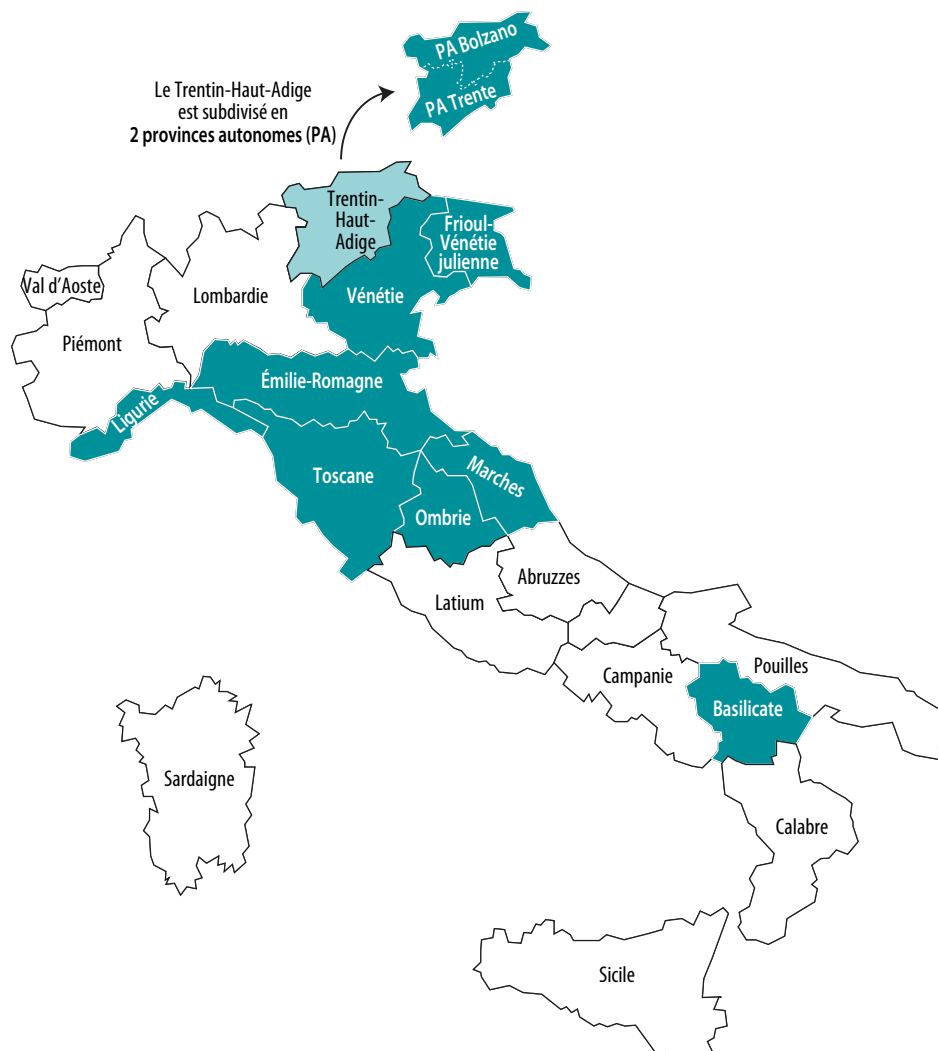 PA Bolzano
PA Trente
Le Trentin-Haut-Adige
est subdivisé en
2 provinces autonomes (PA)
Trentin-
Haut-
Adige
Frioul-
Vénétie
julienne
Val d'Aoste
Lombardie
Vénétie
Piémont
Émilie-Romagne
Ligurie
Toscane
Marches
Ombrie
Abruzzes
Latium
Pouilles
Campanie
Basilicate
Sardaigne
Calabre
Sicile